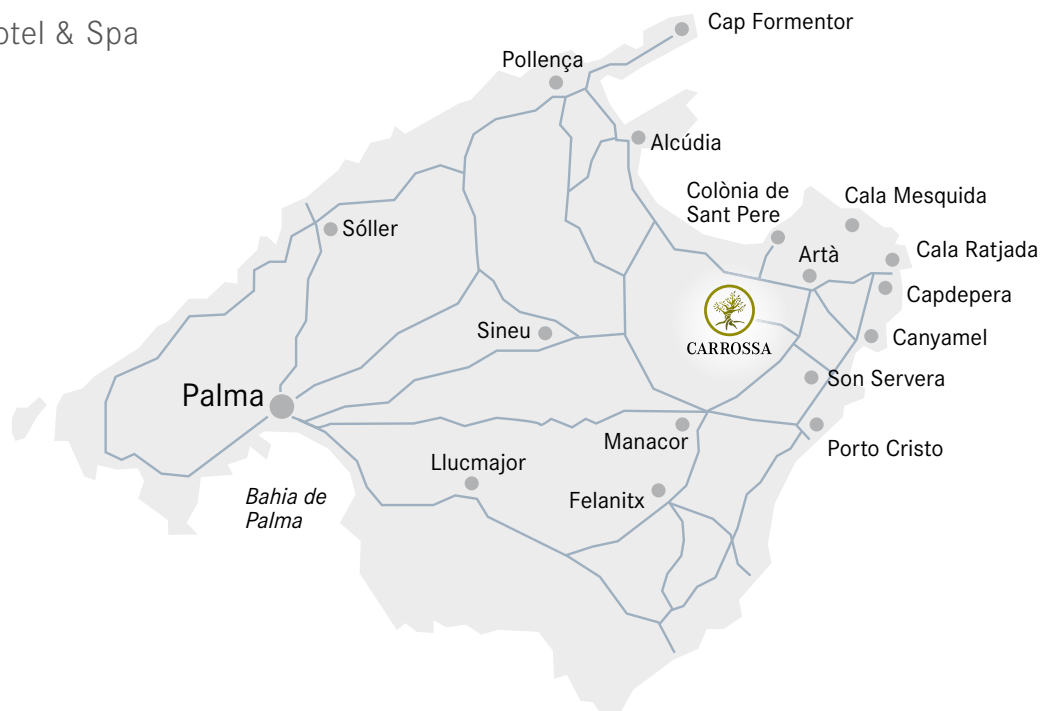 otel & Spa
Cap Formentor
Pollença
Alcúdia
Colònia de
Sant Pere
Cala Mesquida
Sóller
Artà
Cala Ratjada
Capdepera
Sineu
CARROSSA
Canyamel
Son Servera
Palma
Manacor
Porto Cristo
Llucmajor
Felanitx
Bahia de
Palma